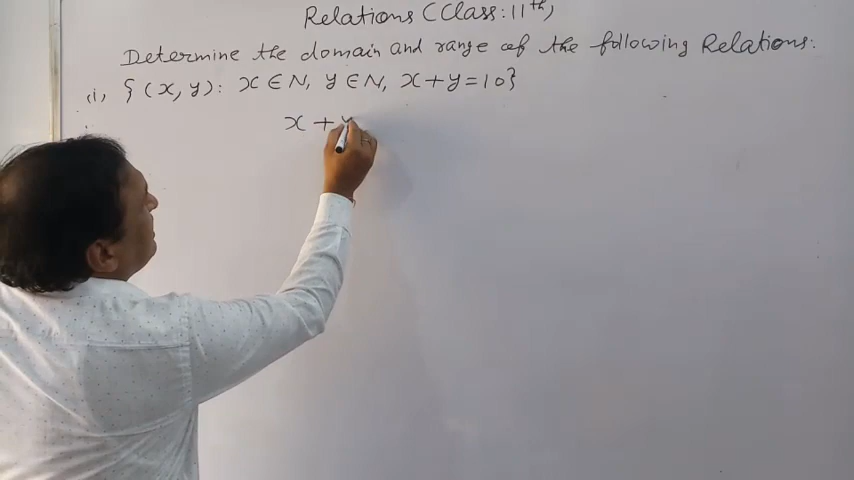 Relations (Class: 11th)
Determine the domain and range of the following Relations:
(i) {(x, y): x ∈ N, y ∈ N, x + y = 10}
x + y